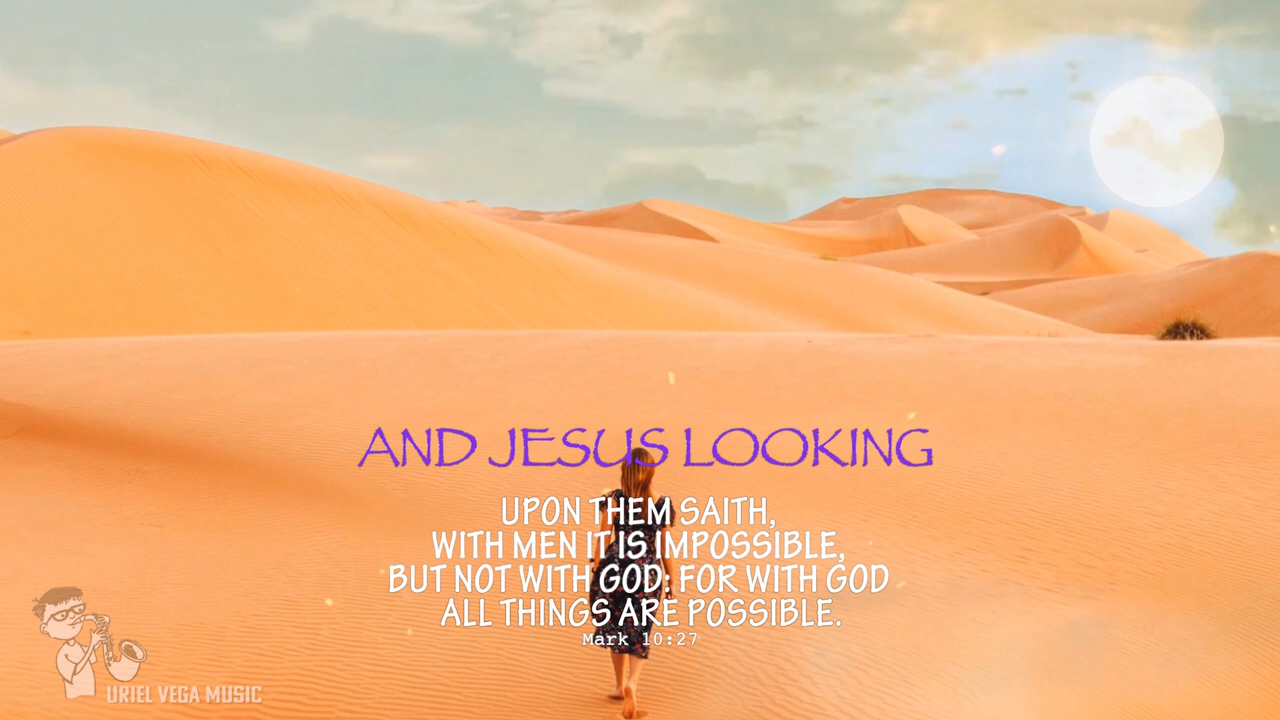 AND JESUS LOOKING
UPON THEM SAITH,
WITH MEN IT IS IMPOSSIBLE,
BUT NOT WITH GOD: FOR WITH GOD
ALL THINGS ARE POSSIBLE.
Mark 10:27
URIEL VEGA MUSIC